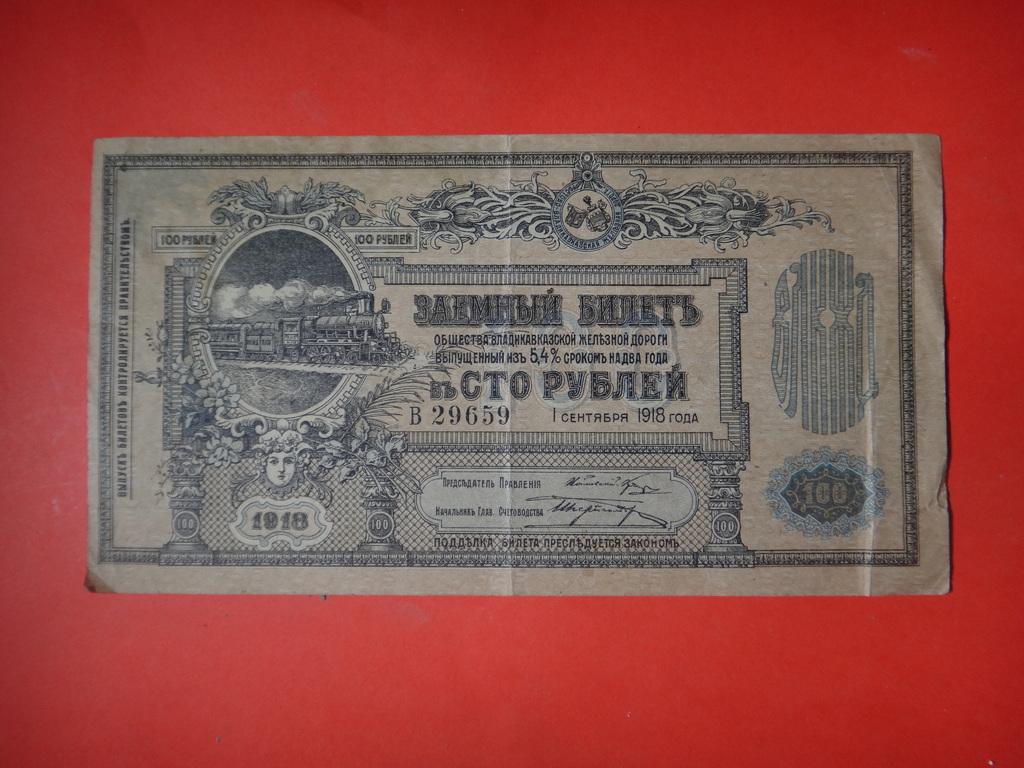 ВЫПУСКЪ БИЛЕТОВЪ КОНТРОЛИРУЕТСЯ ПРАВИТЕЛЬСТВОМЪ.
100 РУБЛЕЙ 100 РУБЛЕЙ
ЗАЕМНЫЙ БИЛЕТЪ
ОБЩЕСТВА ВЛАДИКАВКАЗСКОЙ ЖЕЛѢЗНОЙ ДОРОГИ
ВЫПУЩЕННЫЙ ИЗЪ 5,4% СРОКОМЪ НА ДВА ГОДА
ВЪ СТО РУБЛЕЙ
В 29659 1 СЕНТЯБРЯ 1918 ГОДА
ПРЕДСѢДАТЕЛЬ ПРАВЛЕНІЯ
НАЧАЛЬНИКЪ ГЛАВ. СЧЕТОВОДСТВА
1918
100 100 100
100
ПОДДѢЛКА БИЛЕТА ПРЕСЛѢДУЕТСЯ ЗАКОНОМЪ